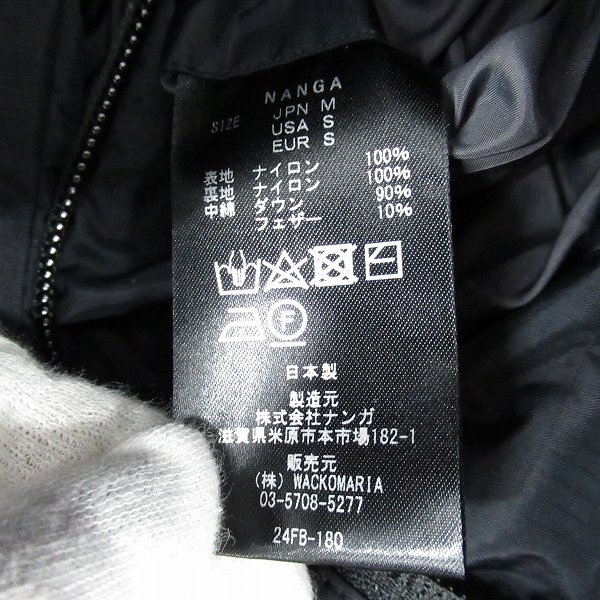 NANGA
SIZE JPN M
USA S
EUR S
表地 ナイロン 100%
裏地 ナイロン 100%
中綿 ダウン 90%
フェザー 10%
F
日本製
製造元
株式会社ナンガ
滋賀県米原市本市場182-1
販売元
(株) WACKOMARIA
03-5708-5277
24FB-180